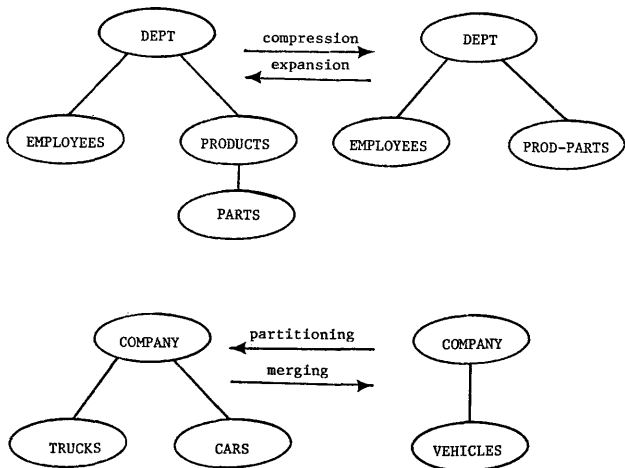 DEPT
compression
expansion
DEPT
EMPLOYEES
PRODUCTS
EMPLOYEES
PROD-PARTS
PARTS
COMPANY
partitioning
merging
COMPANY
TRUCKS
CARS
VEHICLES